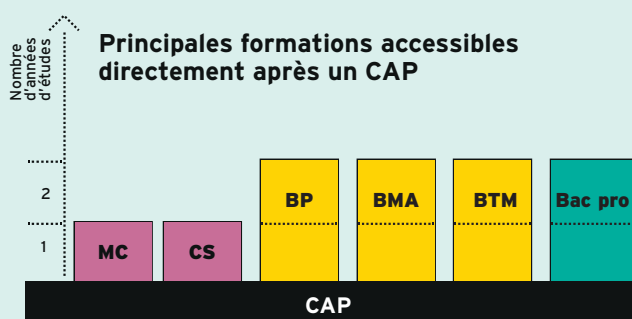 Nombre
d'années
d'études
Principales formations accessibles
directement après un CAP
2
1
MC
CS
BP
BMA
BTM
Bac pro
CAP